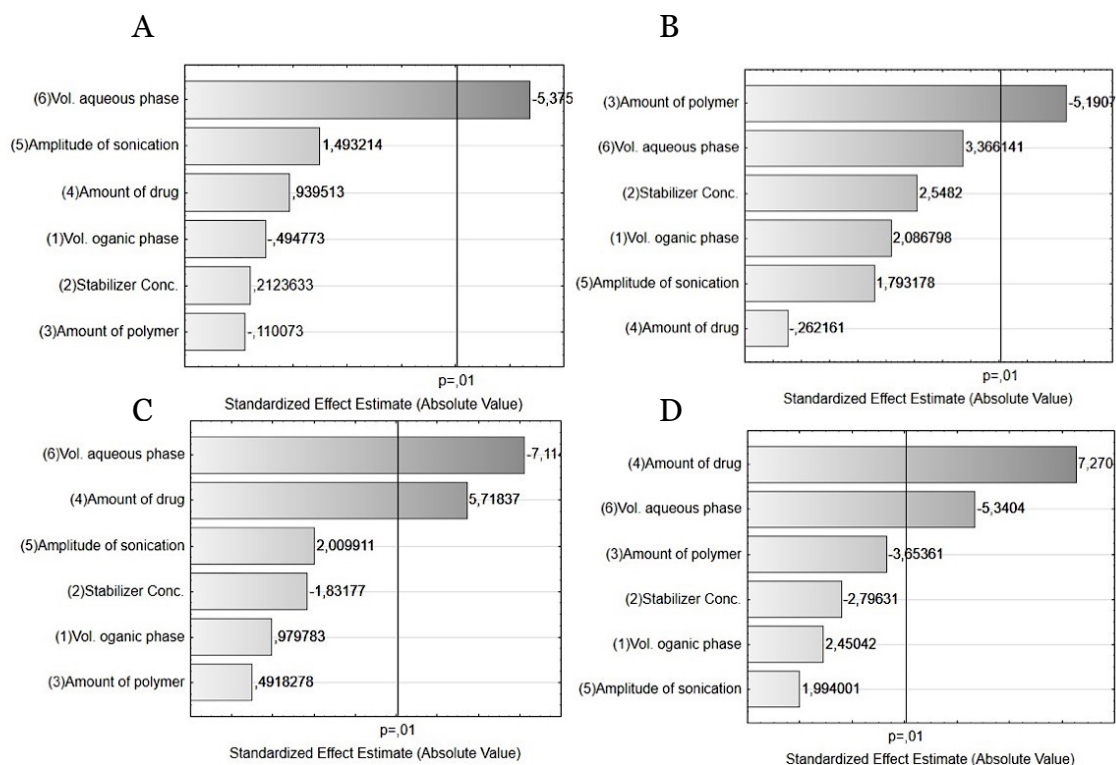 A
(6)Vol. aqueous phase -5,375
(5)Amplitude of sonication 1,493214
(4)Amount of drug ,939513
(1)Vol. oganic phase -,494773
(2)Stabilizer Conc. ,2123633
(3)Amount of polymer -,110073
p=,01
Standardized Effect Estimate (Absolute Value)
B
(3)Amount of polymer -5,1907
(6)Vol. aqueous phase 3,366141
(2)Stabilizer Conc. 2,5482
(1)Vol. oganic phase 2,086798
(5)Amplitude of sonication 1,793178
(4)Amount of drug -,262161
p=,01
Standardized Effect Estimate (Absolute Value)
C
(6)Vol. aqueous phase -7,11
(4)Amount of drug 5,71837
(5)Amplitude of sonication 2,009911
(2)Stabilizer Conc. -1,83177
(1)Vol. oganic phase ,979783
(3)Amount of polymer ,4918278
p=,01
Standardized Effect Estimate (Absolute Value)
D
(4)Amount of drug 7,270
(6)Vol. aqueous phase -5,3404
(3)Amount of polymer -3,65361
(2)Stabilizer Conc. -2,79631
(1)Vol. oganic phase 2,45042
(5)Amplitude of sonication 1,994001
p=,01
Standardized Effect Estimate (Absolute Value)